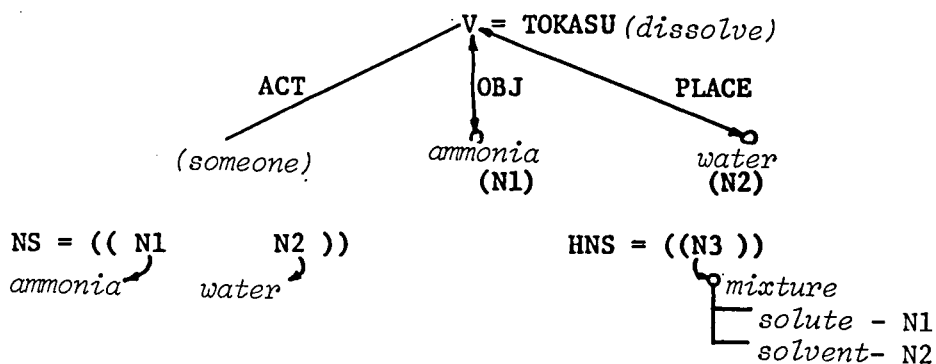 V = TOKASU (dissolve)
ACT OBJ PLACE
(someone) ammonia water
(N1) (N2)
NS = (( N1 N2 )) HNS = ((N3 ))
ammonia water mixture
solute - N1
solvent- N2